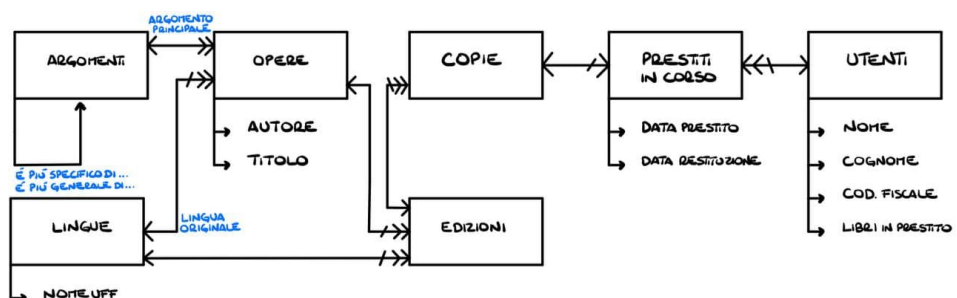 ARGOMENTO
PRINCIPALE
ARGOMENTI
OPERE
COPIE
PRESTITI
IN CORSO
UTENTI
AUTORE
TITOLO
DATA PRESTITO
DATA RESTITUZIONE
NOME
COGNOME
COD. FISCALE
LIBRI IN PRESTITO
É PIÙ SPECIFICO DI...
É PIÙ GENERALE DI...
LINGUE
LINGUA
ORIGINALE
EDIZIONI
NOME UFF